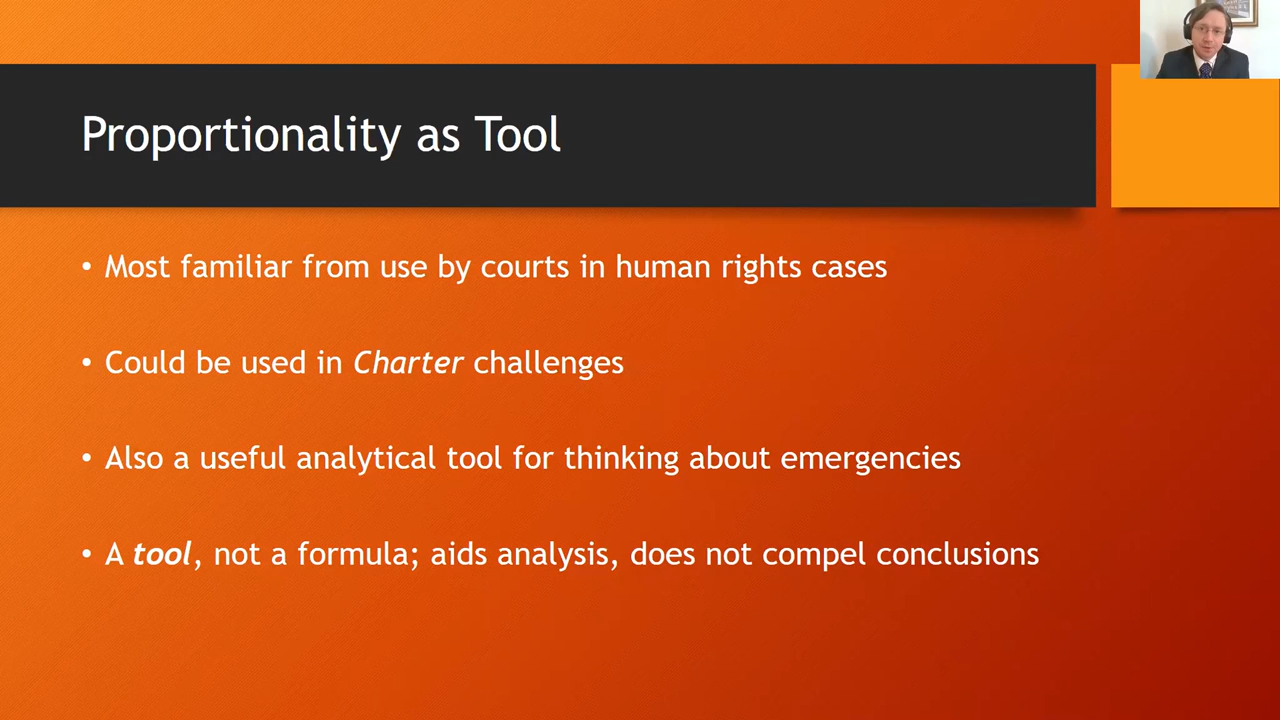 Proportionality as Tool
• Most familiar from use by courts in human rights cases
• Could be used in Charter challenges
• Also a useful analytical tool for thinking about emergencies
• A tool, not a formula; aids analysis, does not compel conclusions